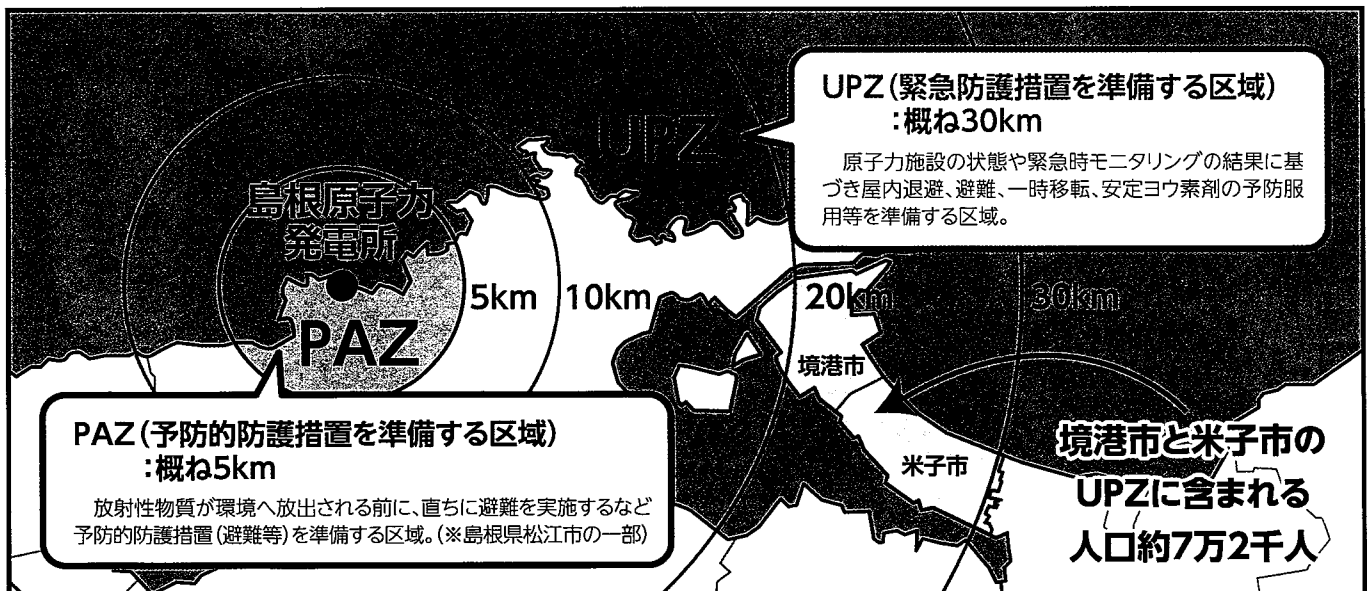 UPZ(緊急防護措置を準備する区域)
:概ね30km
原子力施設の状態や緊急時モニタリングの結果に基
づき屋内退避、避難、一時移転、安定ヨウ素剤の予防服
用等を準備する区域。
UPZ
島根原子力
発電所
PAZ
5km
10km
20km
30km
境港市
米子市
PAZ(予防的防護措置を準備する区域)
:概ね5km
放射性物質が環境へ放出される前に、直ちに避難を実施するなど
予防的防護措置(避難等)を準備する区域。(※島根県松江市の一部)
境港市と米子市の
UPZに含まれる
人口約7万2千人